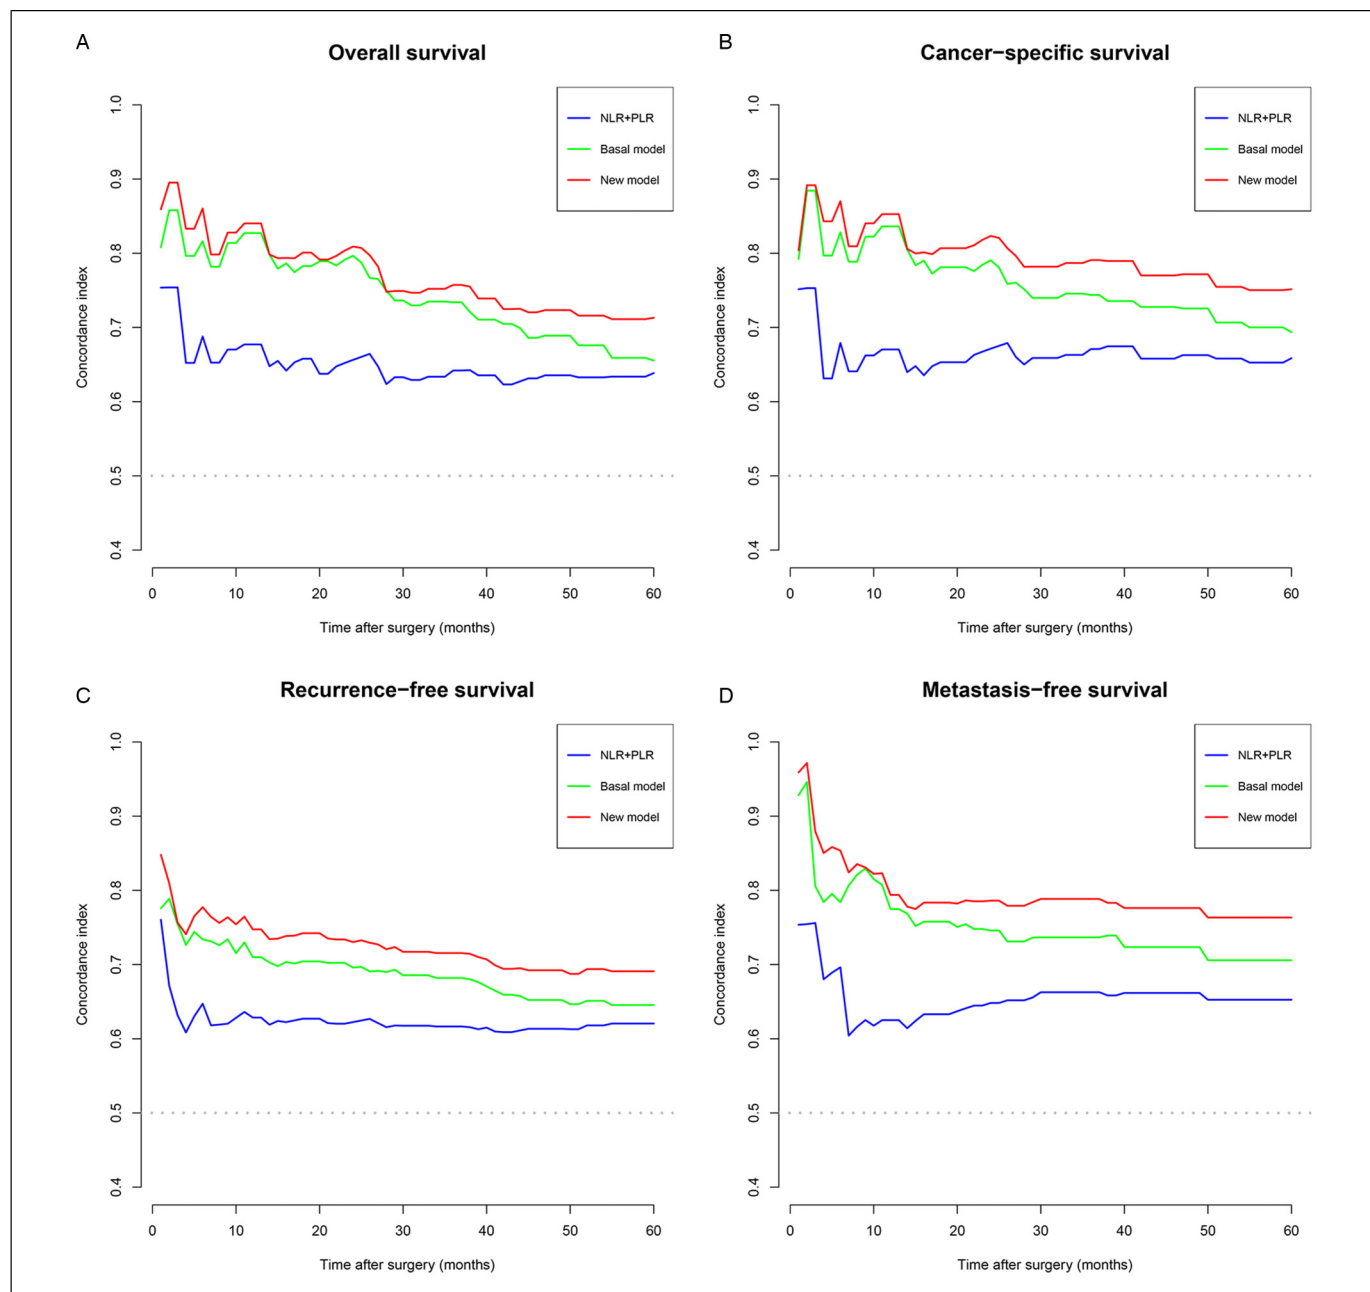 A
Overall survival
NLR+PLR
Basal model
New model
Concordance index
1.0
0.9
0.8
0.7
0.6
0.5
0.4
0 10 20 30 40 50 60
Time after surgery (months)
B
Cancer−specific survival
NLR+PLR
Basal model
New model
Concordance index
1.0
0.9
0.8
0.7
0.6
0.5
0.4
0 10 20 30 40 50 60
Time after surgery (months)
C
Recurrence−free survival
NLR+PLR
Basal model
New model
Concordance index
1.0
0.9
0.8
0.7
0.6
0.5
0.4
0 10 20 30 40 50 60
Time after surgery (months)
D
Metastasis−free survival
NLR+PLR
Basal model
New model
Concordance index
1.0
0.9
0.8
0.7
0.6
0.5
0.4
0 10 20 30 40 50 60
Time after surgery (months)